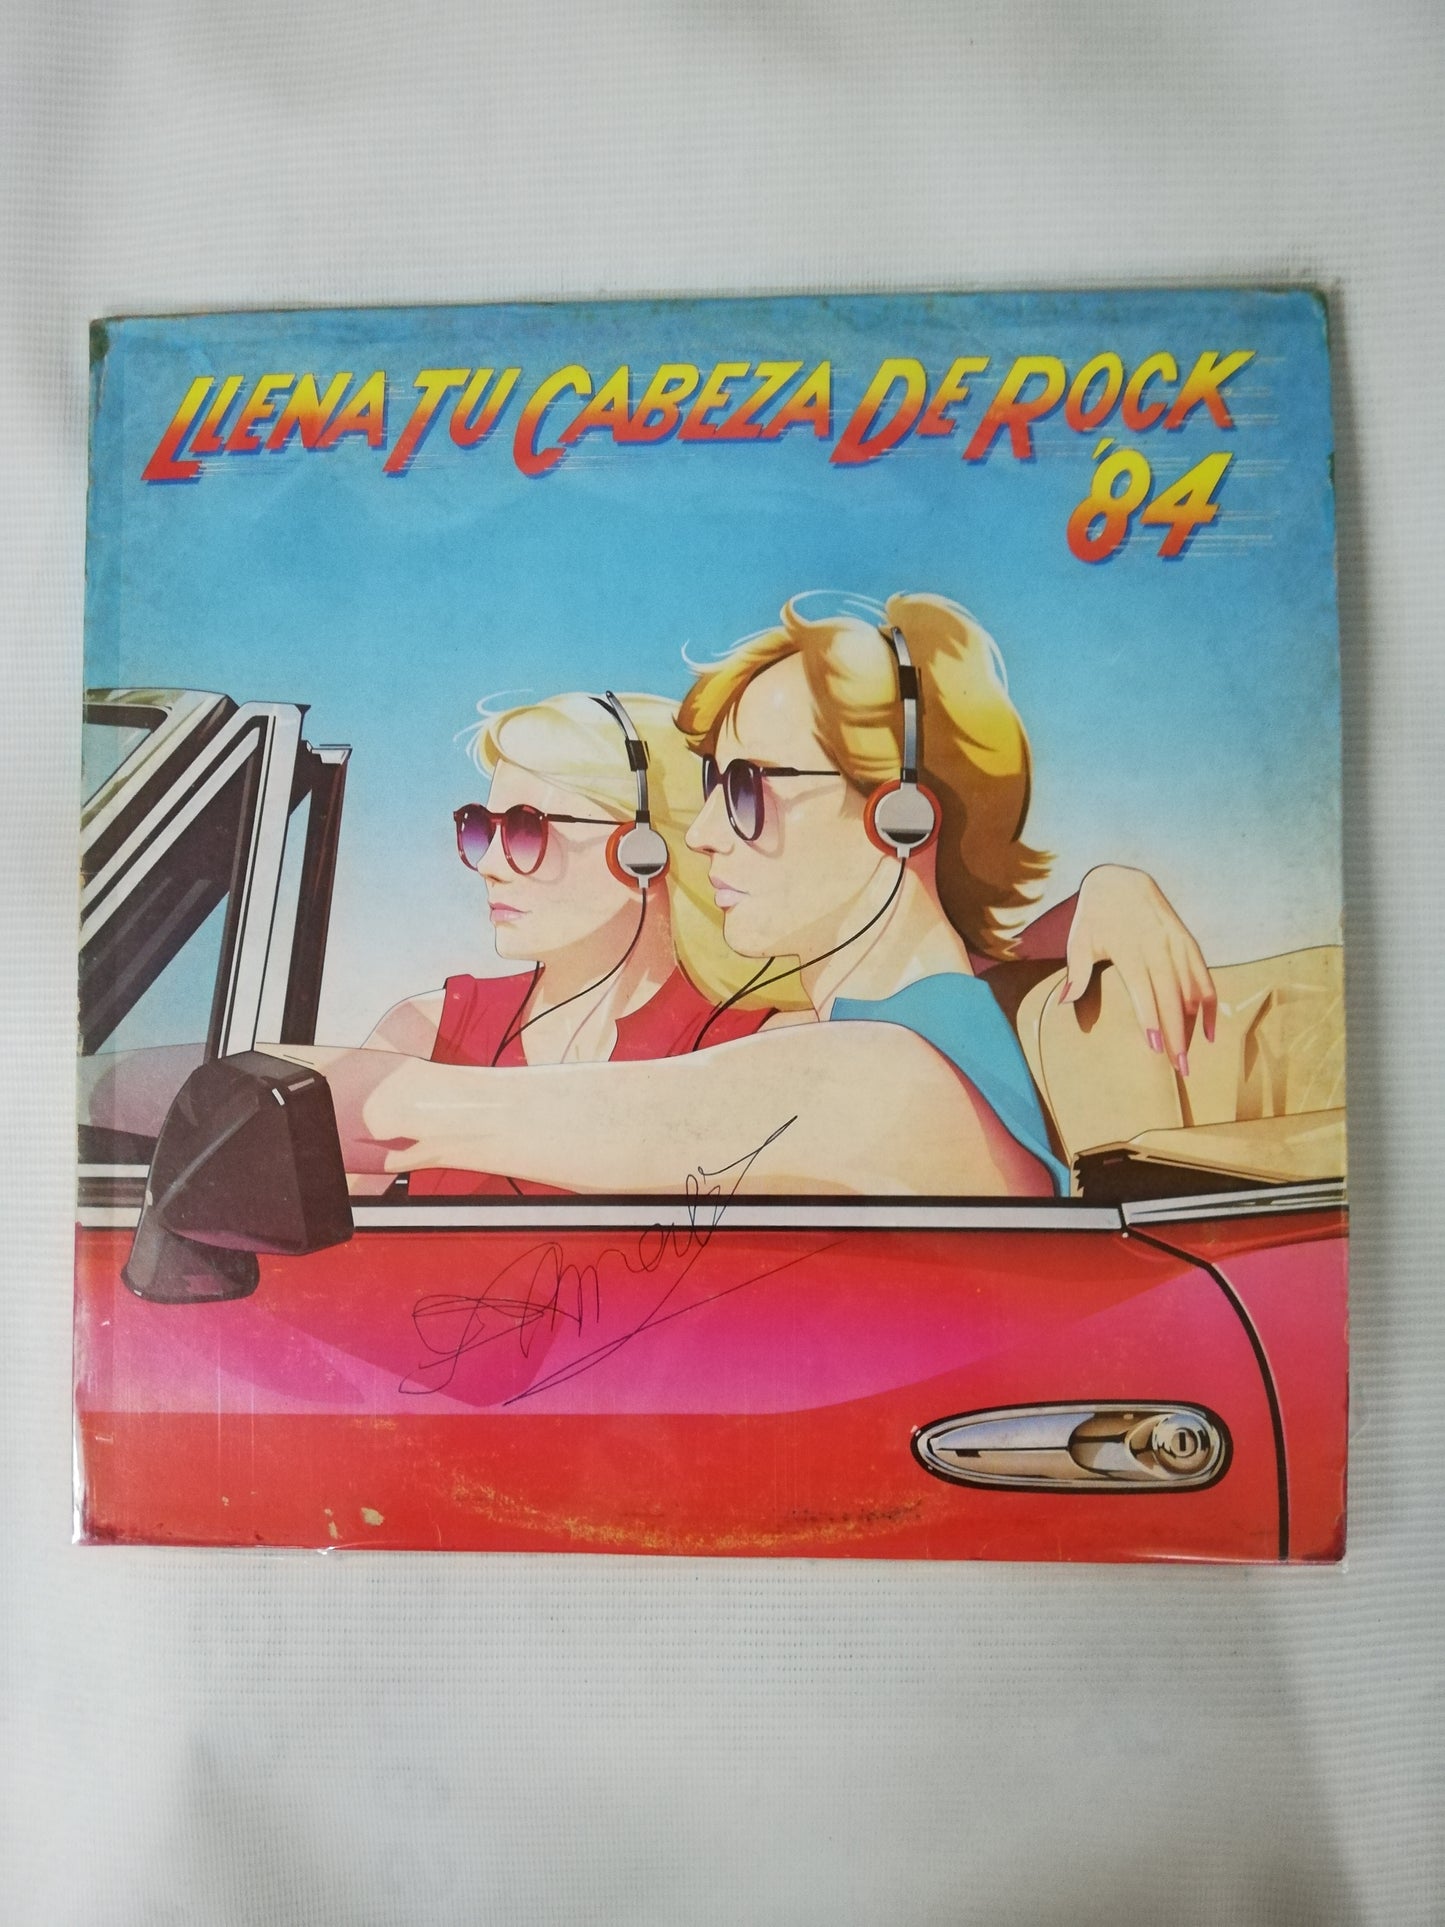 LLENA TU CABEZA DE ROCK
'84